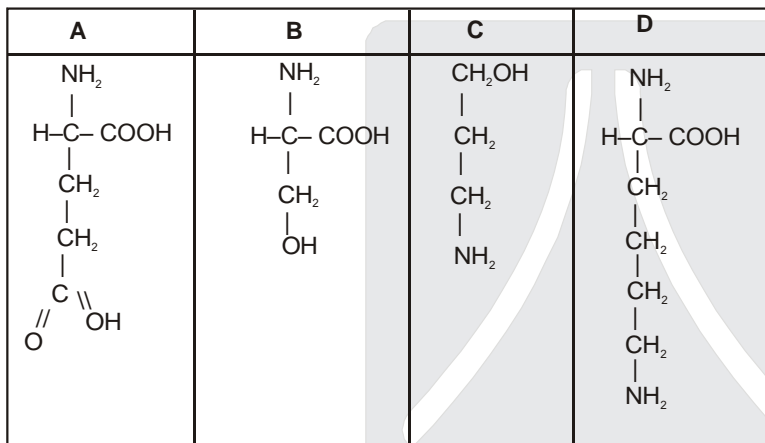 A B C D
NH₂
H–C– COOH
CH₂
CH₂
C
O
OH
NH₂
H–C– COOH
CH₂
OH
CH₂OH
CH₂
CH₂
NH₂
NH₂
H–C– COOH
CH₂
CH₂
CH₂
CH₂
NH₂